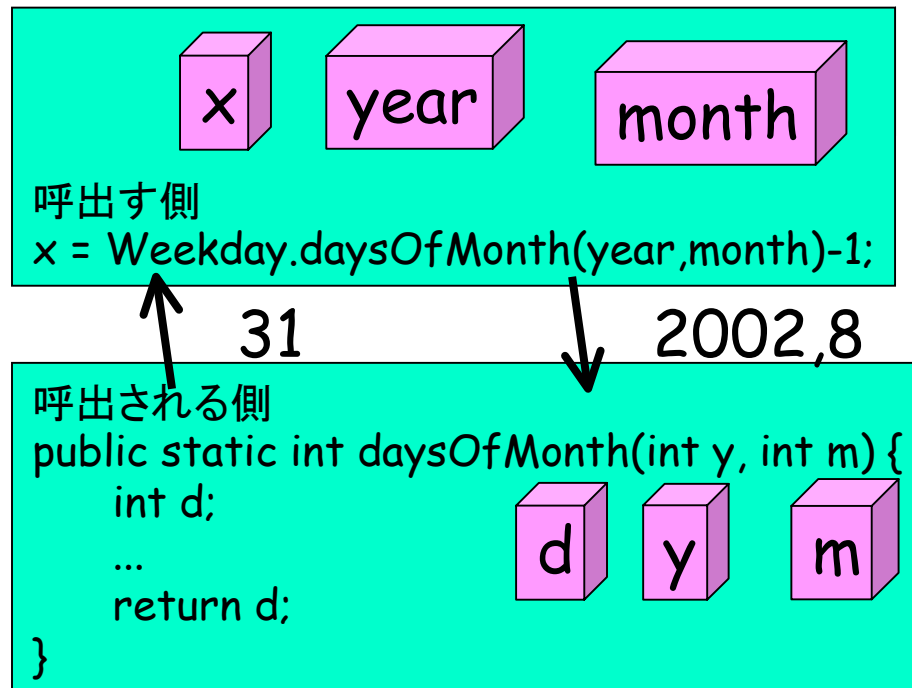 x year month
呼出す側
x = Weekday.daysOfMonth(year,month)-1;
31 2002,8
呼出される側
public static int daysOfMonth(int y, int m) {
int d;
...
return d;
}
d y m